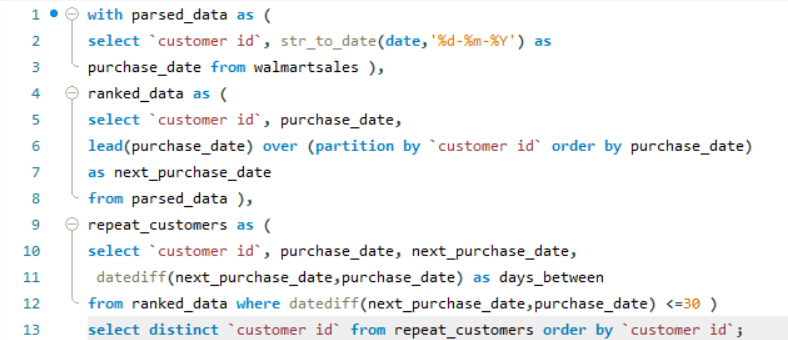 1 with parsed_data as (
2 select `customer id`, str_to_date(date,'%d-%m-%Y') as
3 purchase_date from walmartsales ),
4 ranked_data as (
5 select `customer id`, purchase_date,
6 lead(purchase_date) over (partition by `customer id` order by purchase_date)
7 as next_purchase_date
8 from parsed_data ),
9 repeat_customers as (
10 select `customer id`, purchase_date, next_purchase_date,
11 datediff(next_purchase_date,purchase_date) as days_between
12 from ranked_data where datediff(next_purchase_date,purchase_date) <=30 )
13 select distinct `customer id` from repeat_customers order by `customer id`;